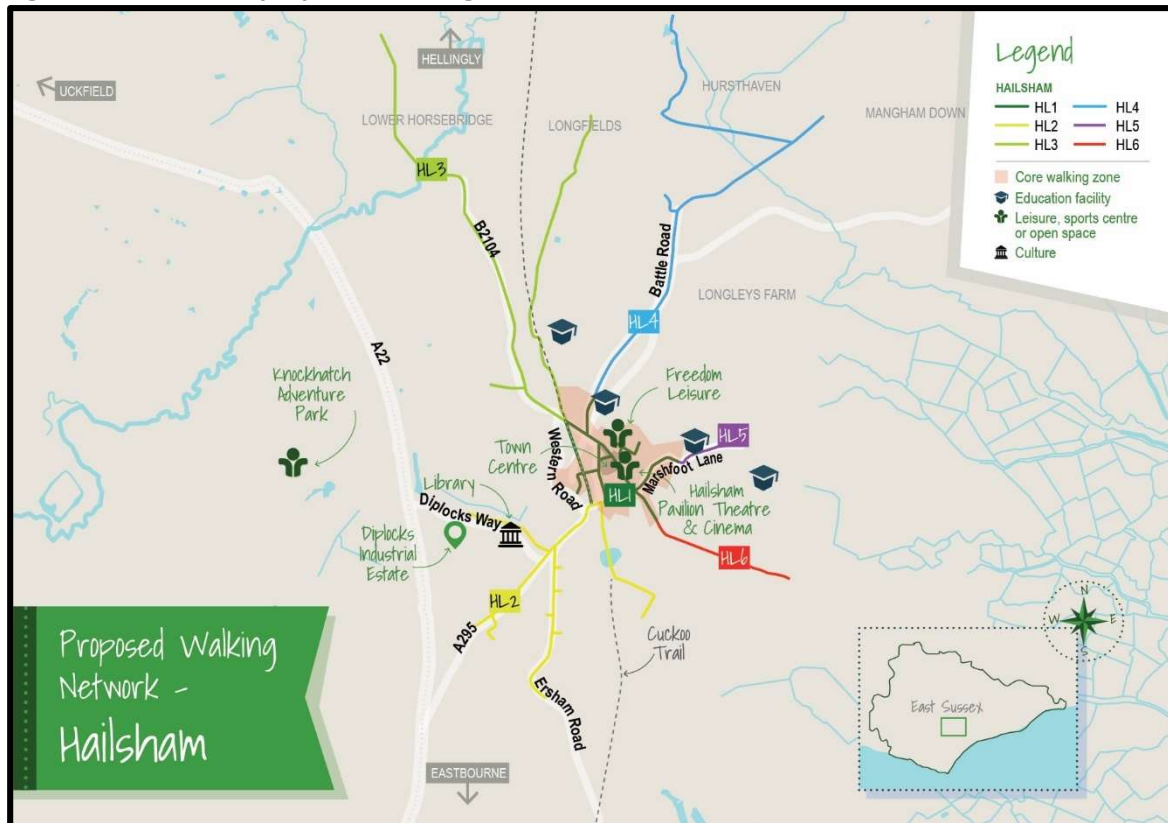 UCKFIELD
HELLINGLY
LOWER HORSEBRIDGE
LONGFIELDS
HURSTHAVEN
MANGHAM DOWN
Legend
HAILSHAM
HL1
HL2
HL3
HL4
HL5
HL6
Core walking zone
Education facility
Leisure, sports centre
or open space
Culture
HL3
B2104
Battle Road
LONGLEYS FARM
HL4
A22
Knockhatch
Adventure
Park
Freedom
Leisure
Town
Centre
Western Road
HL5
Marshfoot Lane
HL1
Hailsham
Pavilion Theatre
& Cinema
Library
Diplocks Way
Diplocks
Industrial
Estate
HL6
HL2
A295
Ersham Road
Cuckoo
Trail
EASTBOURNE
Proposed Walking
Network -
Hailsham
N
W
E
S
East Sussex